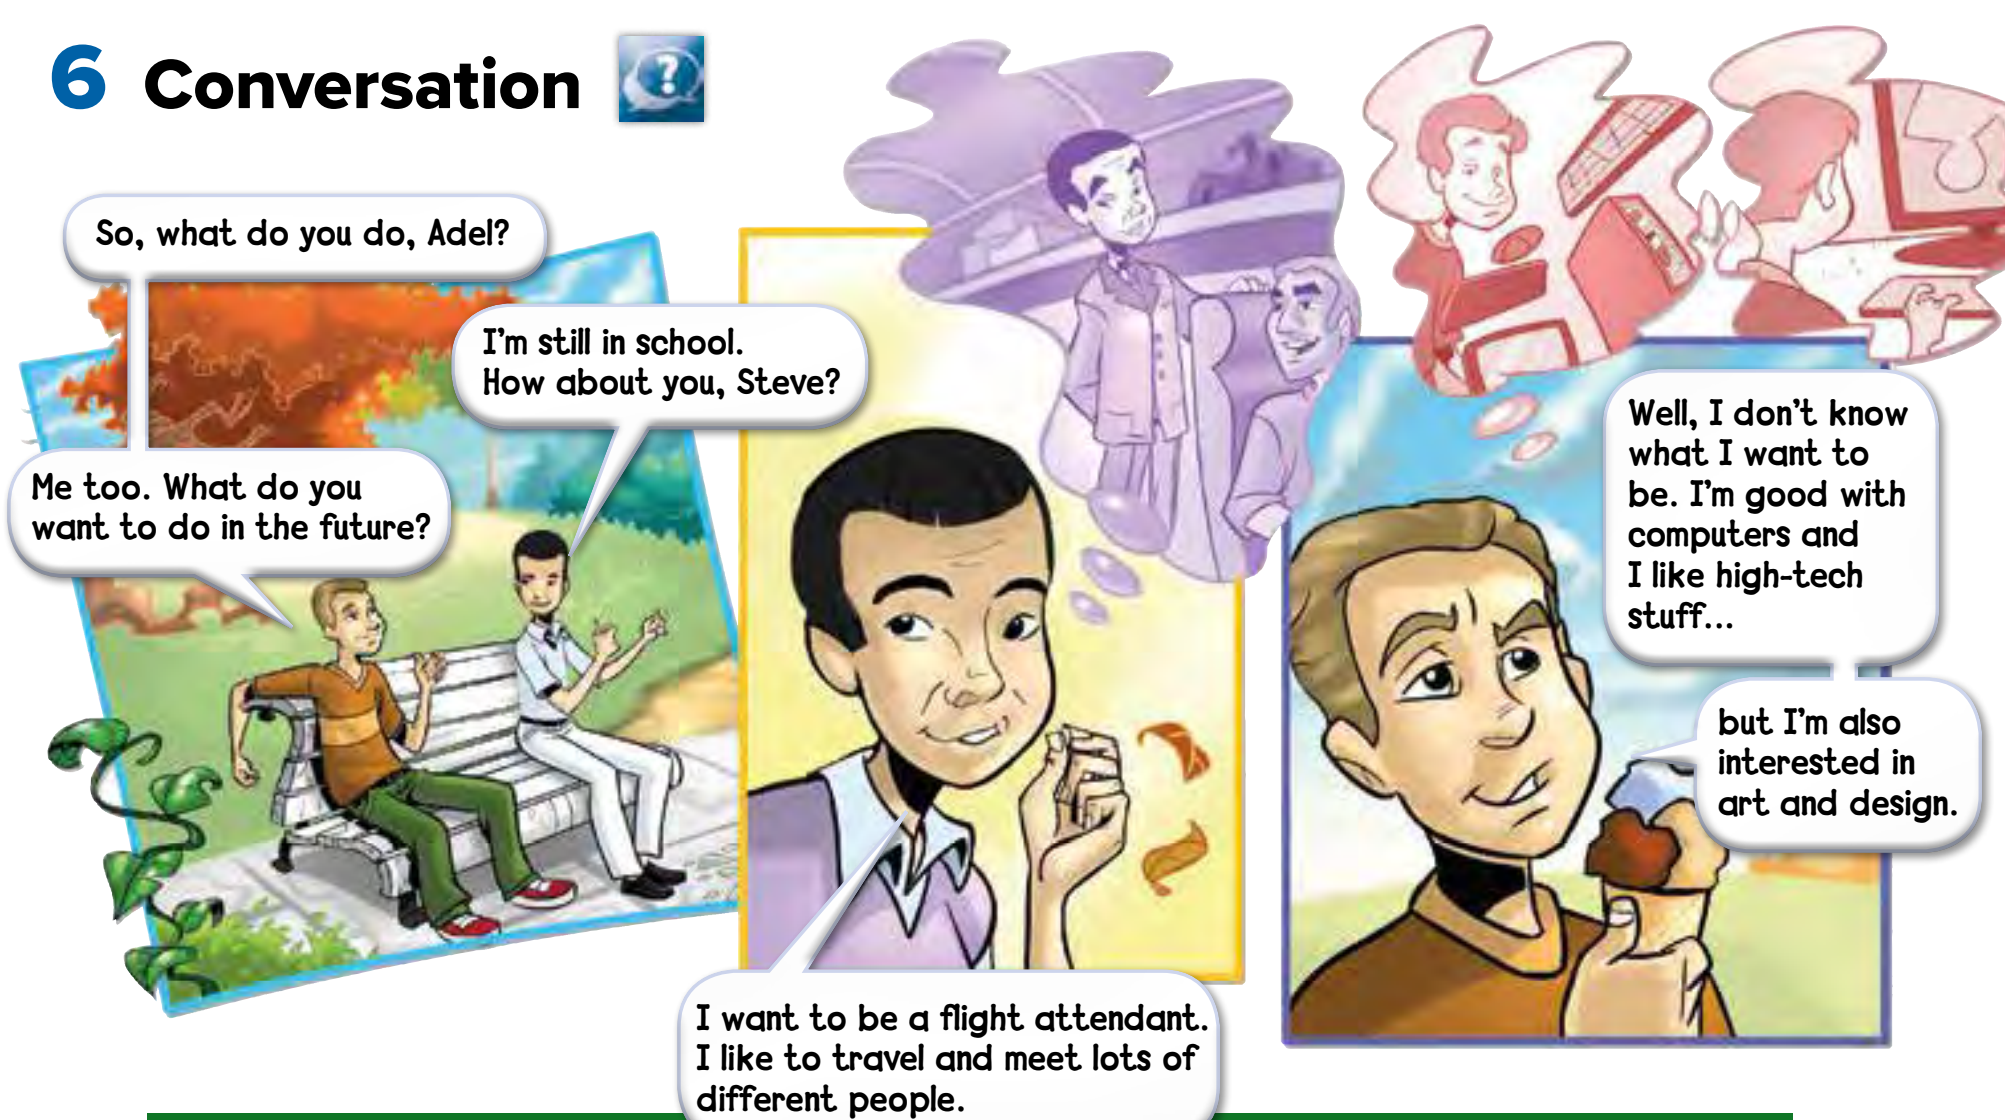 6 Conversation
?
So, what do you do, Adel?
I'm still in school.
How about you, Steve?
Me too. What do you
want to do in the future?
I want to be a flight attendant.
I like to travel and meet lots of
different people.
Well, I don't know
what I want to
be. I'm good with
computers and
I like high-tech
stuff...
but I'm also
interested in
art and design.